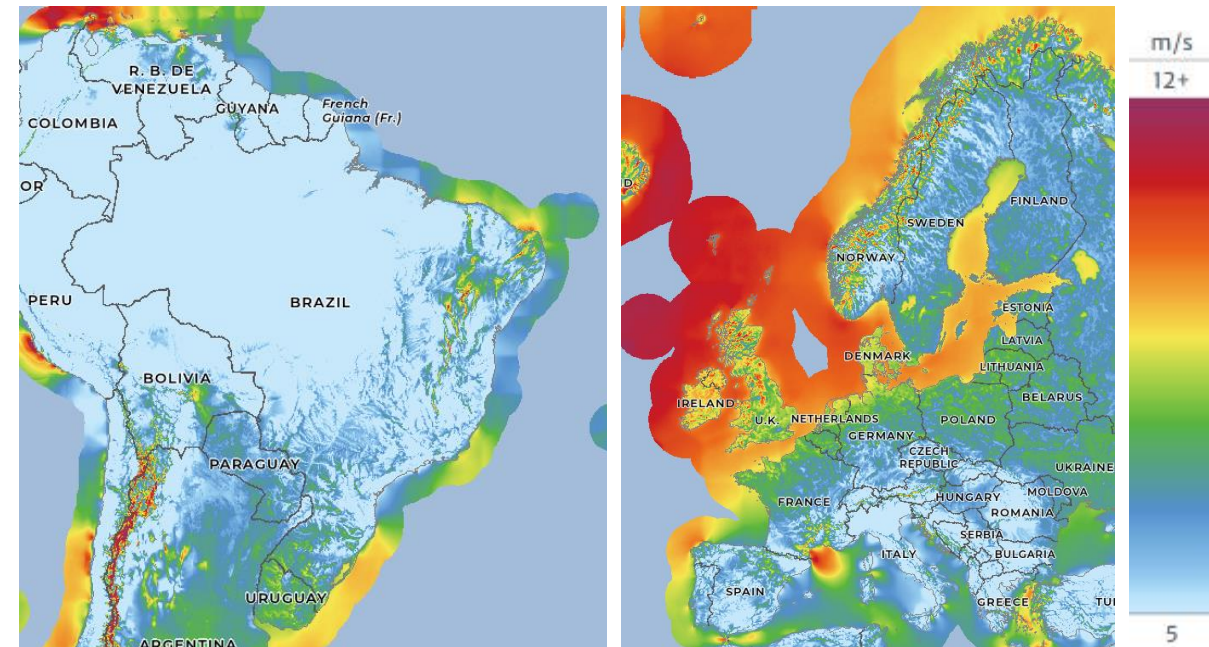 R. B. DE
VENEZUELA
GUYANA
French
Guiana (Fr.)
COLOMBIA
OR
PERU
BRAZIL
BOLIVIA
PARAGUAY
URUGUAY
ARGENTINA
D
FINLAND
SWEDEN
NORWAY
ESTONIA
LATVIA
DENMARK
LITHUANIA
IRELAND
U.K.
NETHERLANDS
BELARUS
POLAND
GERMANY
CZECH
REPUBLIC
UKRAINE
FRANCE
HUNGARY
MOLDOVA
ROMANIA
SERBIA
ITALY
BULGARIA
SPAIN
GREECE
TU
m/s
12+
5